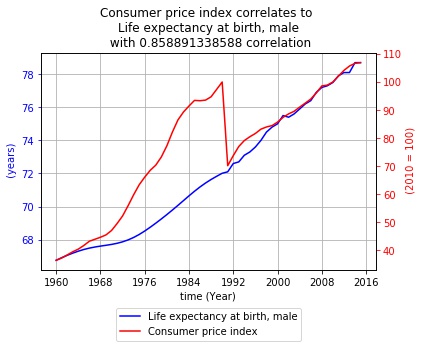 Consumer price index correlates to
Life expectancy at birth, male
with 0.858891338588 correlation
78
76
74
72
70
68
(years)
110
100
90
80
70
60
50
40
(2010 = 100)
1960 1968 1976 1984 1992 2000 2008 2016
time (Year)
Life expectancy at birth, male
Consumer price index